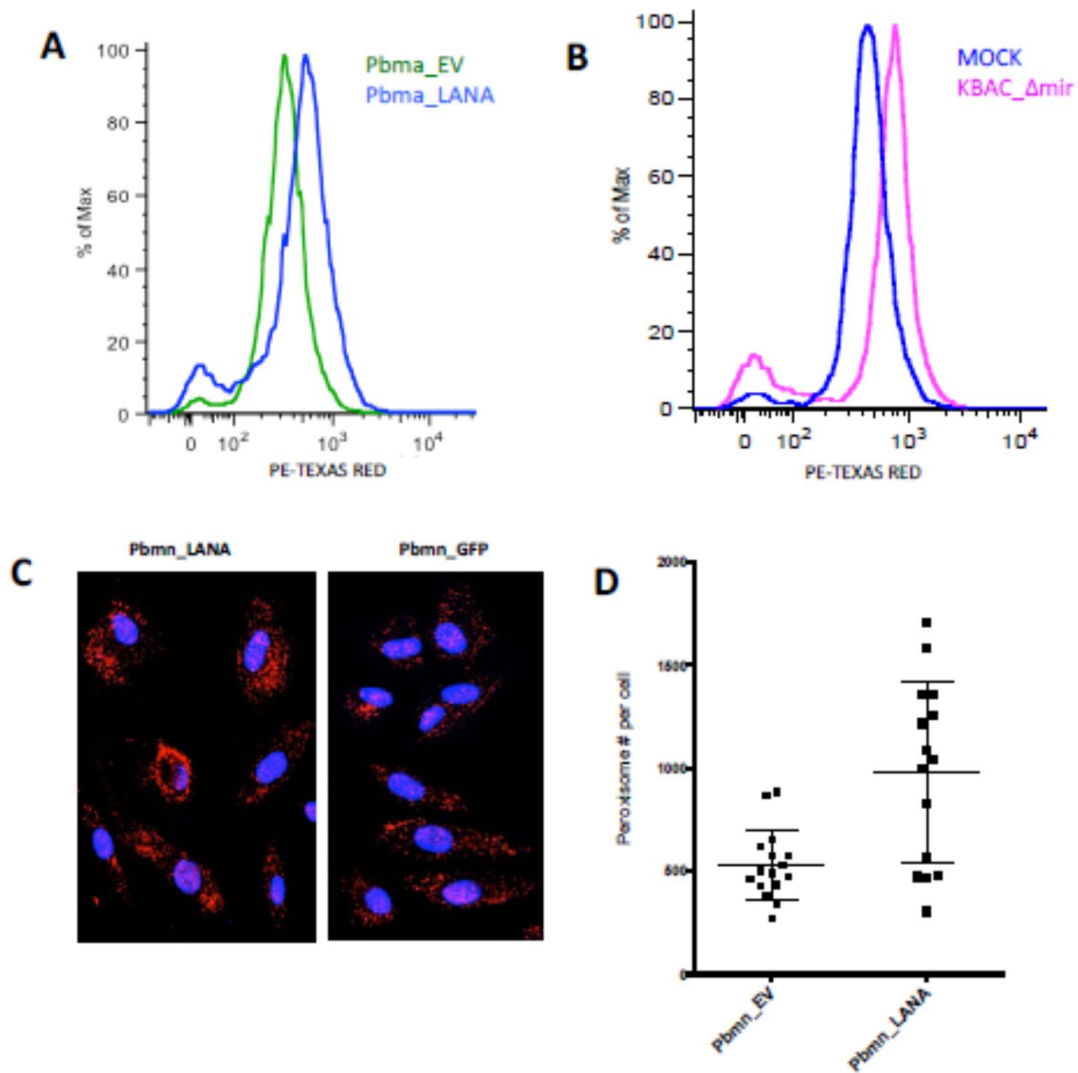 A
Pbma_EV
Pbma_LANA
100
80
60
40
20
0
% of Max
0 10² 10³ 10⁴
PE-TEXAS RED
B
MOCK
KBAC_Δmir
100
80
60
40
20
0
% of Max
0 10² 10³ 10⁴
PE-TEXAS RED
C
Pbmn_LANA
Pbmn_GFP
D
2000
1500
1000
500
0
Peroxisome # per cell
Pbmn_EV
Pbmn_LANA